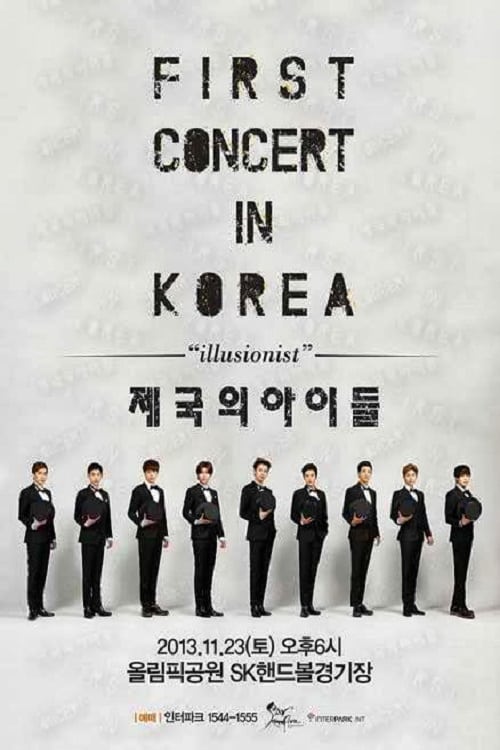 FIRST
CONCERT
IN
KOREA
“illusionist”
제국의아이들
2013.11.23(토) 오후6시
올림픽공원 SK핸드볼경기장
| 예매 | 인터파크 1544-1555
INTERPARK INT